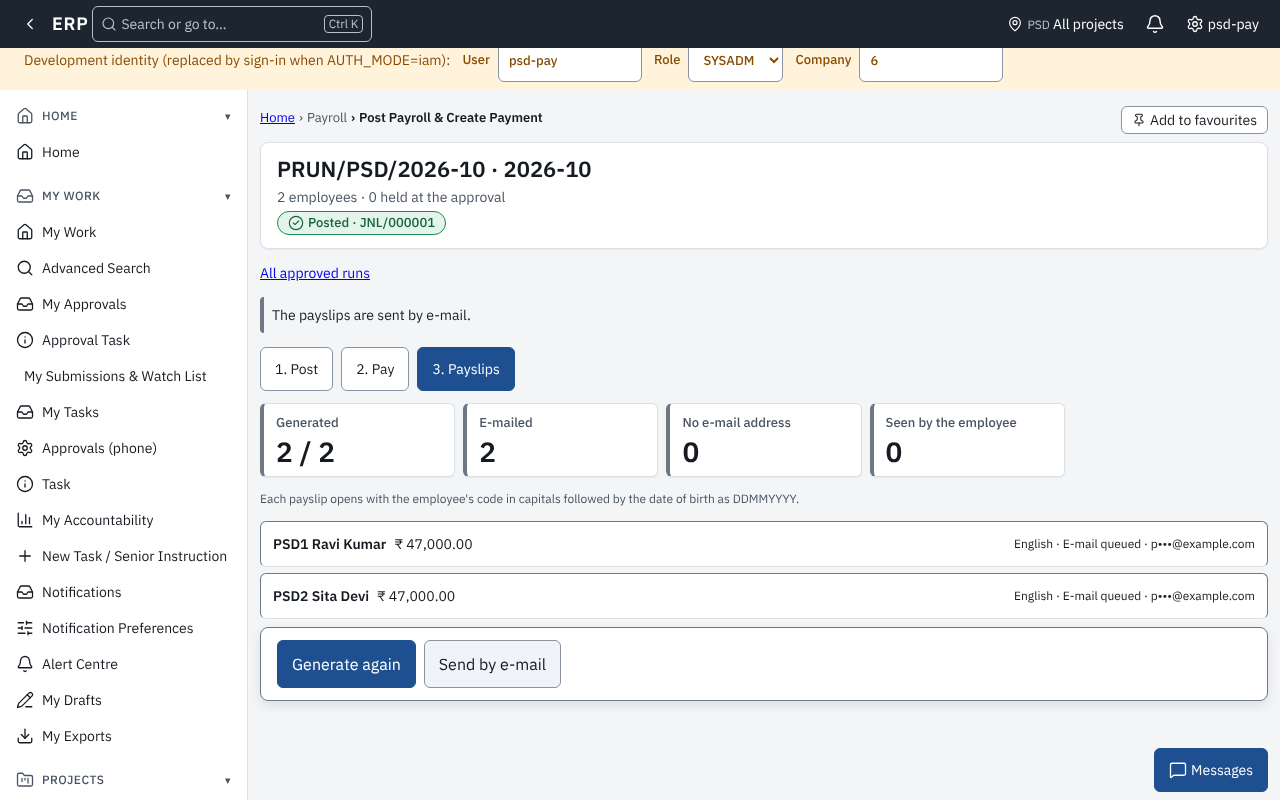 ERP
Search or go to...
Ctrl K
PSD All projects
psd-pay
Development identity (replaced by sign-in when AUTH_MODE=iam):
User
psd-pay
Role
SYSADM
Company
6
HOME
Home
MY WORK
My Work
Advanced Search
My Approvals
Approval Task
My Submissions & Watch List
My Tasks
Approvals (phone)
Task
My Accountability
New Task / Senior Instruction
Notifications
Notification Preferences
Alert Centre
My Drafts
My Exports
PROJECTS
Home › Payroll › Post Payroll & Create Payment
Add to favourites
PRUN/PSD/2026-10 · 2026-10
2 employees · 0 held at the approval
Posted · JNL/000001
All approved runs
The payslips are sent by e-mail.
1. Post
2. Pay
3. Payslips
Generated
2 / 2
E-mailed
2
No e-mail address
0
Seen by the employee
0
Each payslip opens with the employee's code in capitals followed by the date of birth as DDMMYYYY.
PSD1 Ravi Kumar ₹ 47,000.00
English · E-mail queued · p•••@example.com
PSD2 Sita Devi ₹ 47,000.00
English · E-mail queued · p•••@example.com
Generate again
Send by e-mail
Messages